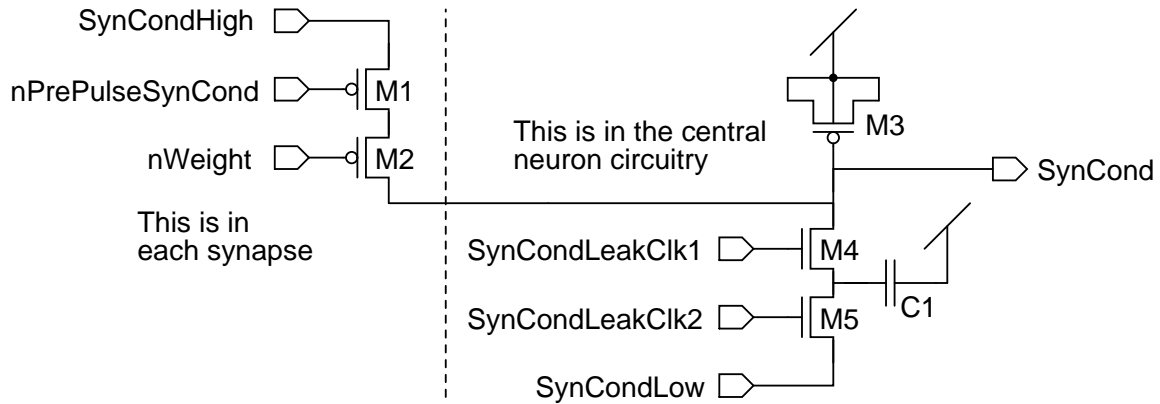 SynCondHigh
nPrePulseSynCond
M1
nWeight
M2
This is in
each synapse
This is in the central
neuron circuitry
M3
SynCond
SynCondLeakClk1
M4
C1
SynCondLeakClk2
M5
SynCondLow